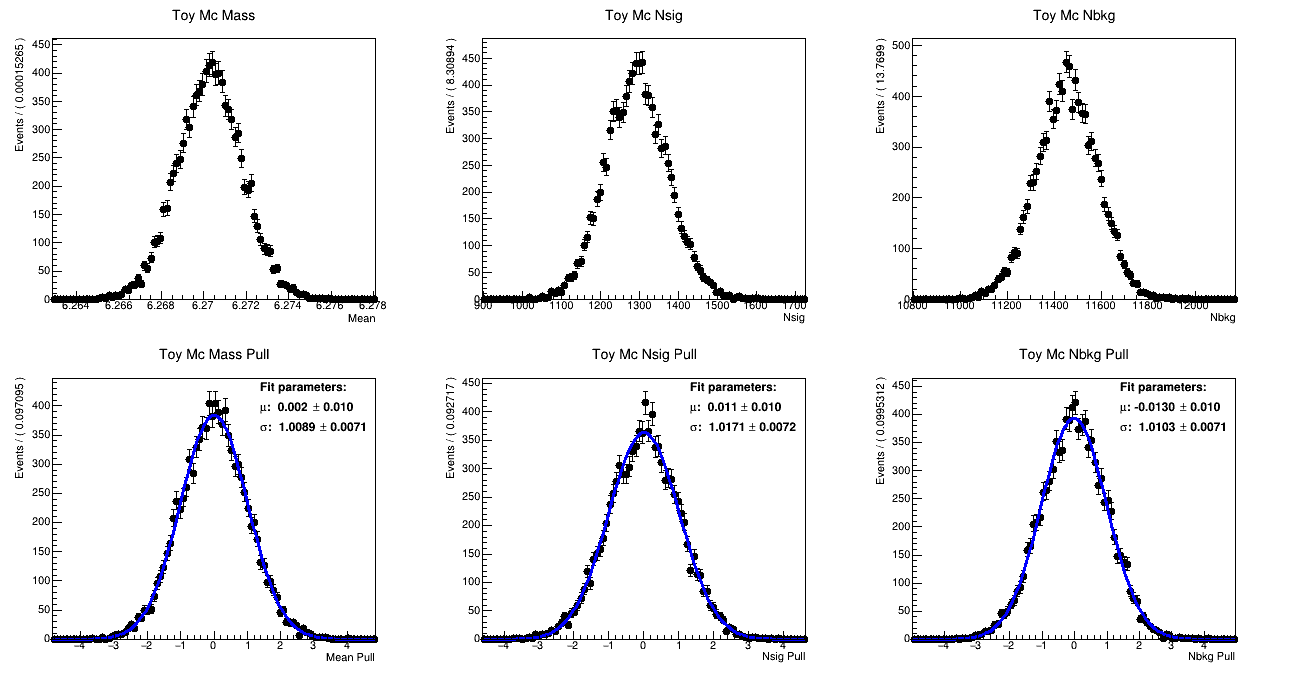 Toy Mc Mass
Events / ( 0.00015265 )
450
400
350
300
250
200
150
100
50
0
6.264 6.266 6.268 6.27 6.272 6.274 6.276 6.278
Mean
Toy Mc Nsig
Events / ( 8.30894 )
450
400
350
300
250
200
150
100
50
0
900 1000 1100 1200 1300 1400 1500 1600 1700
Nsig
Toy Mc Nbkg
Events / ( 13.7699 )
500
400
300
200
100
0
10800 11000 11200 11400 11600 11800 12000
Nbkg
Toy Mc Mass Pull
Events / ( 0.0097095 )
400
350
300
250
200
150
100
50
0
−4 −3 −2 −1 0 1 2 3 4
Mean Pull
Fit parameters:
μ: 0.002 ± 0.010
σ: 1.0089 ± 0.0071
Toy Mc Nsig Pull
Events / ( 0.092717 )
450
400
350
300
250
200
150
100
50
0
−4 −3 −2 −1 0 1 2 3 4
Nsig Pull
Fit parameters:
μ: 0.011 ± 0.010
σ: 1.0171 ± 0.0072
Toy Mc Nbkg Pull
Events / ( 0.0995312 )
450
400
350
300
250
200
150
100
50
0
−4 −3 −2 −1 0 1 2 3 4
Nbkg Pull
Fit parameters:
μ: -0.0130 ± 0.010
σ: 1.0103 ± 0.0071